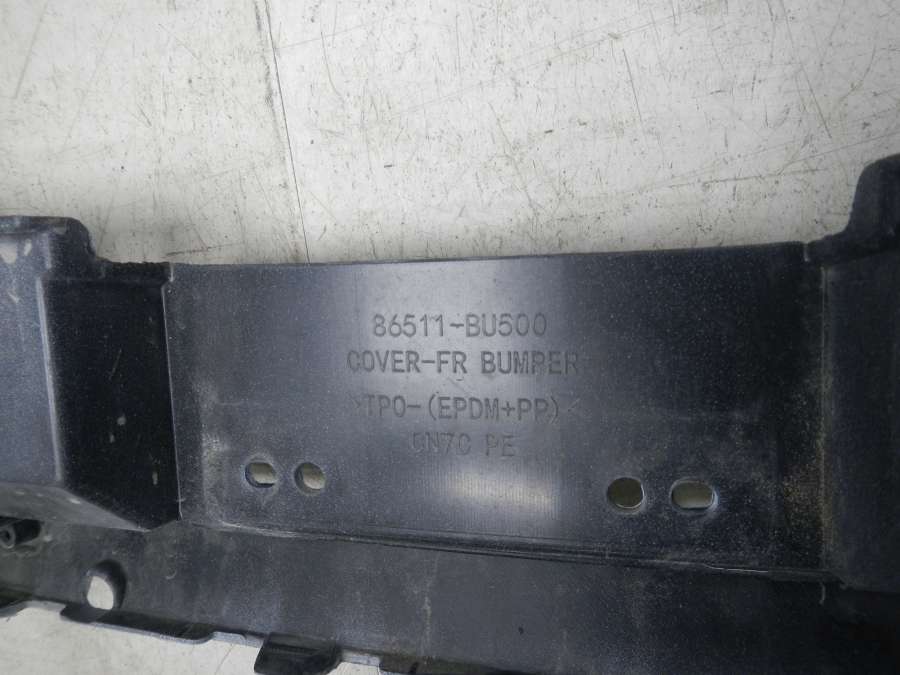 86511-BU500
COVER-FR BUMPER
>TPO-(EPDM+PP)<
CN7C PE